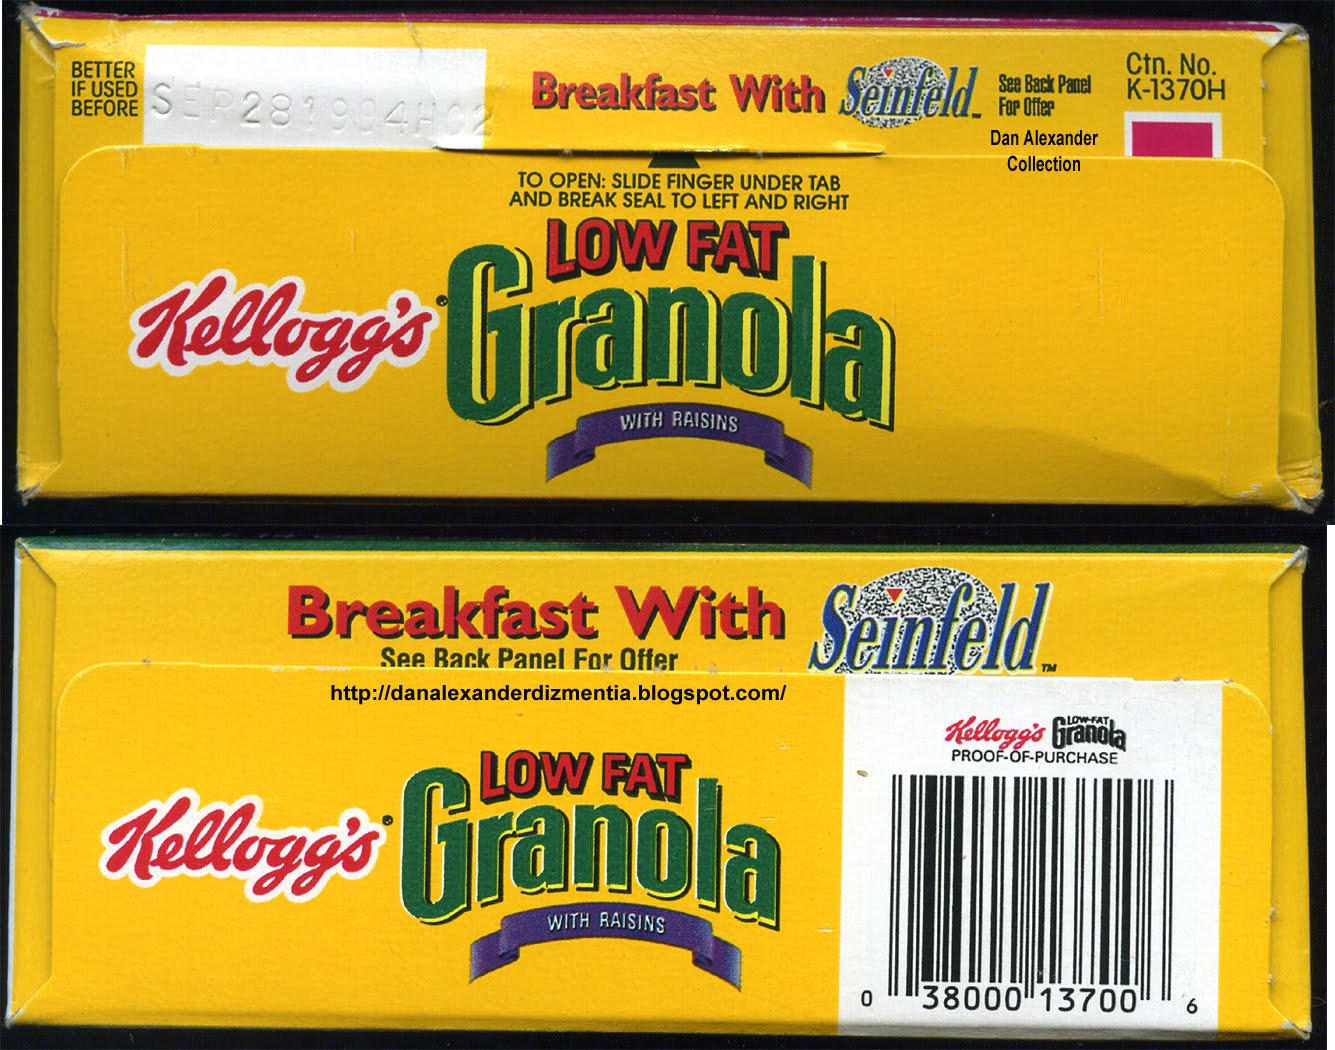 BETTER
IF USED
BEFORE
SEP281994H02
Breakfast With Seinfeld™
See Back Panel
For Offer
Ctn. No.
K-1370H
Dan Alexander
Collection
TO OPEN: SLIDE FINGER UNDER TAB
AND BREAK SEAL TO LEFT AND RIGHT
Kellogg's®
LOW FAT
Granola
WITH RAISINS
Breakfast With Seinfeld™
See Back Panel For Offer
http://danalexanderdizmentia.blogspot.com/
Kellogg's®
LOW FAT
Granola
WITH RAISINS
Kellogg's LOW-FAT Granola
PROOF-OF-PURCHASE
0 38000 13700 6